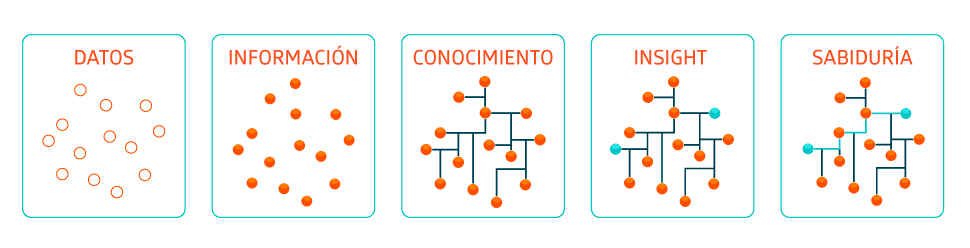 DATOS
INFORMACIÓN
CONOCIMIENTO
INSIGHT
SABIDURÍA